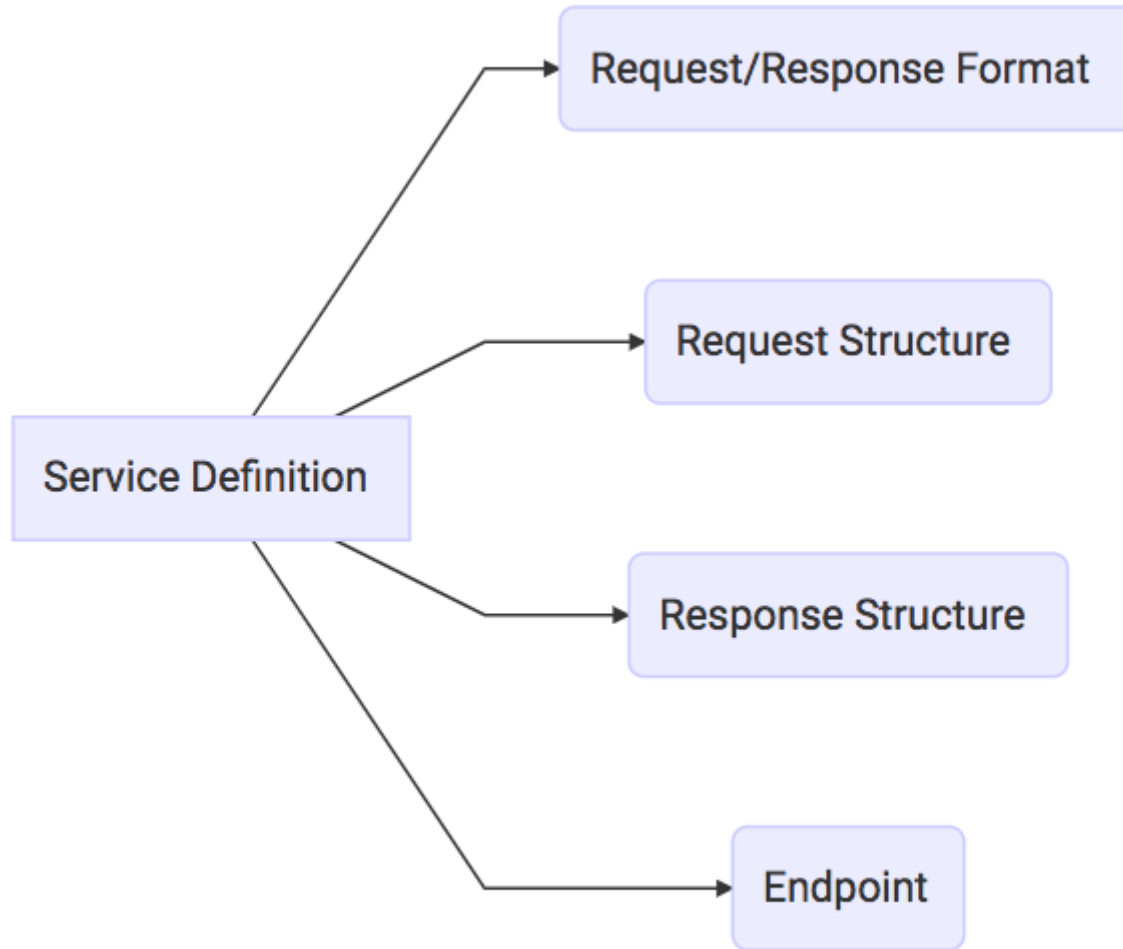 Request/Response Format
Request Structure
Service Definition
Response Structure
Endpoint